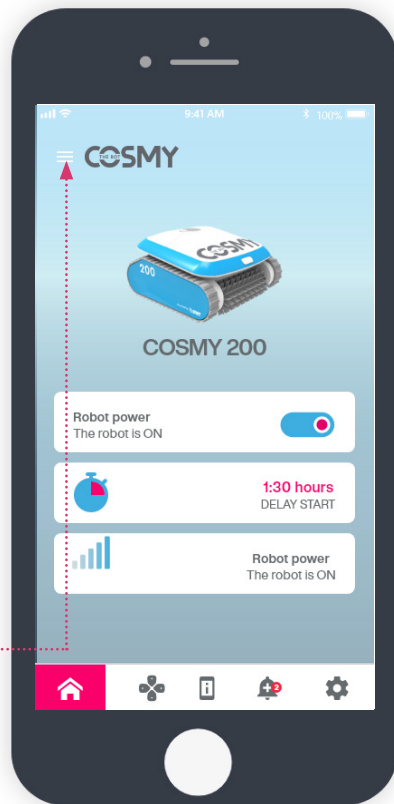 9:41 AM
100%
COSMY
THE BOT
COSMY
200
COSMY 200
Robot power
The robot is ON
1:30 hours
DELAY START
Robot power
The robot is ON
2